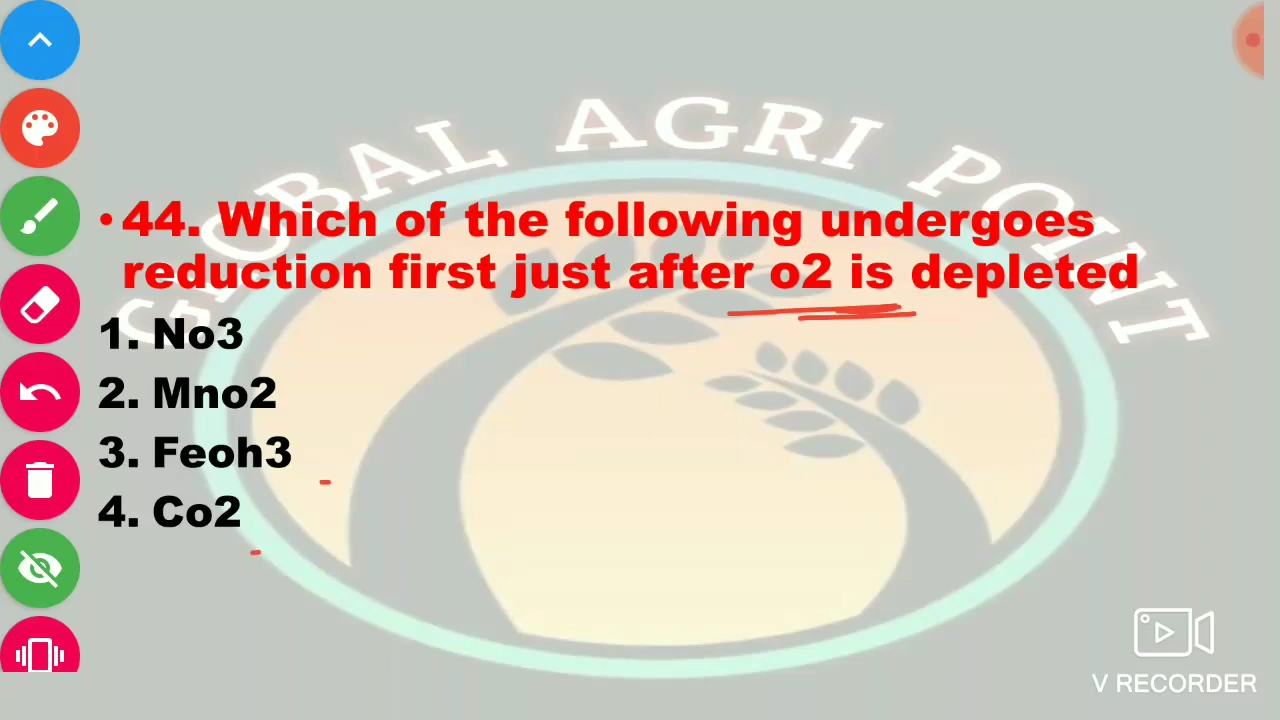 GLOBAL AGRI POINT
• 44. Which of the following undergoes
reduction first just after o2 is depleted
1. No3
2. Mno2
3. Feoh3
4. Co2
V RECORDER